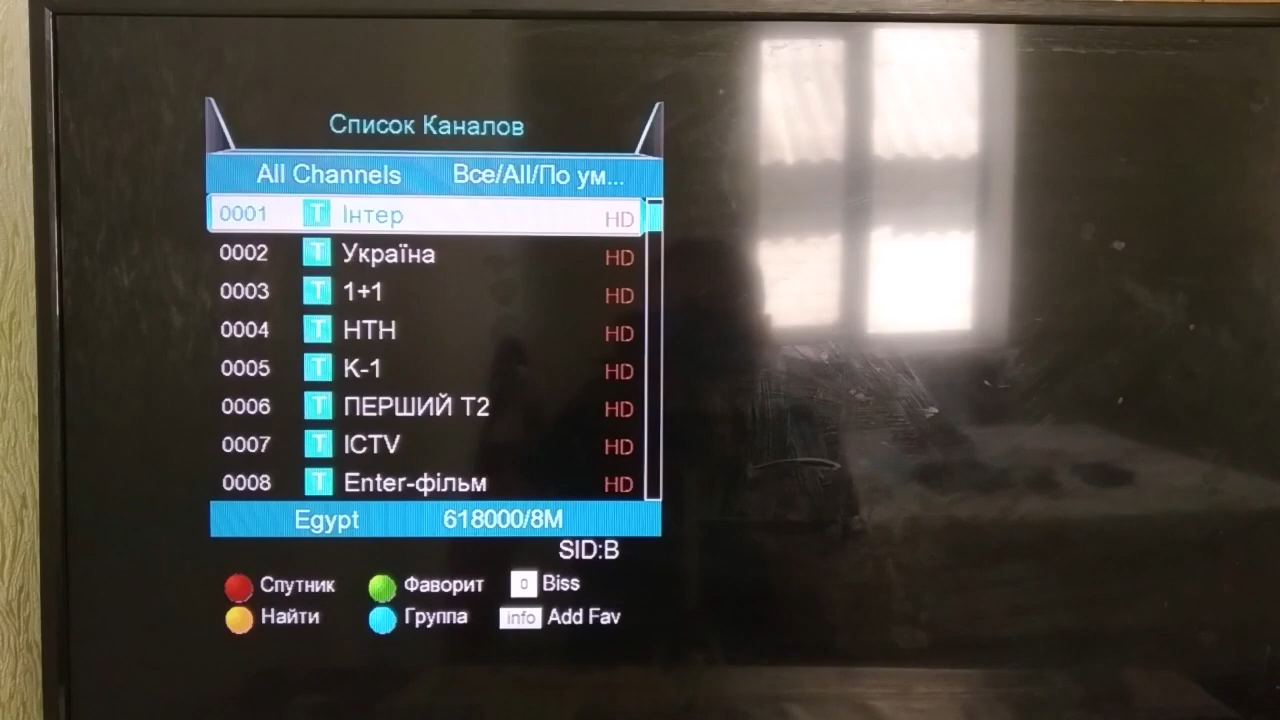 Список Каналов
All Channels Все/All/По ум...
0001 T Інтер HD
0002 T Україна HD
0003 T 1+1 HD
0004 T НТН HD
0005 T К-1 HD
0006 T ПЕРШИЙ Т2 HD
0007 T ICTV HD
0008 T Enter-фільм HD
Egypt 618000/8M
SID:B
Спутник Фаворит 0 Biss
Найти Группа info Add Fav